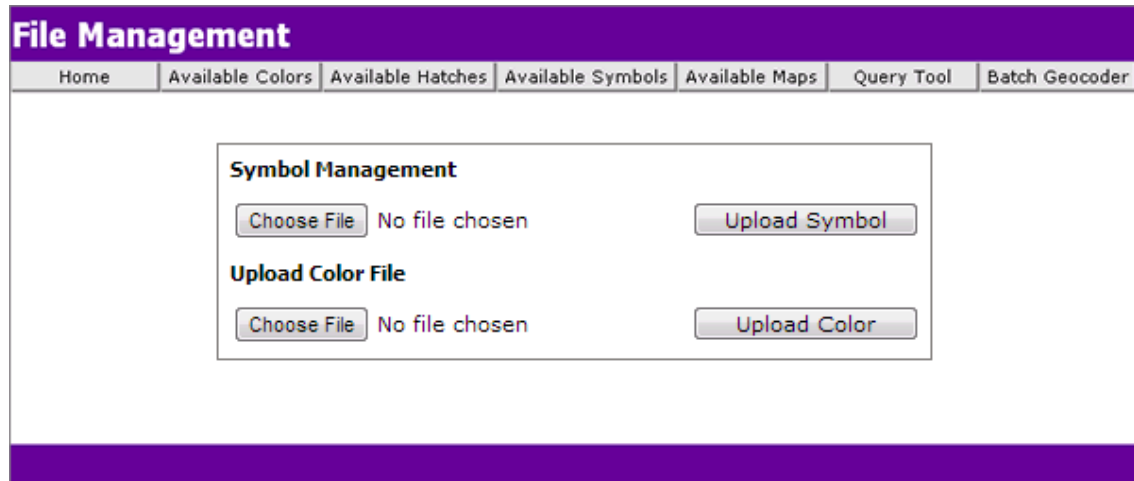 File Management
Home Available Colors Available Hatches Available Symbols Available Maps Query Tool Batch Geocoder
Symbol Management
Choose File No file chosen Upload Symbol
Upload Color File
Choose File No file chosen Upload Color